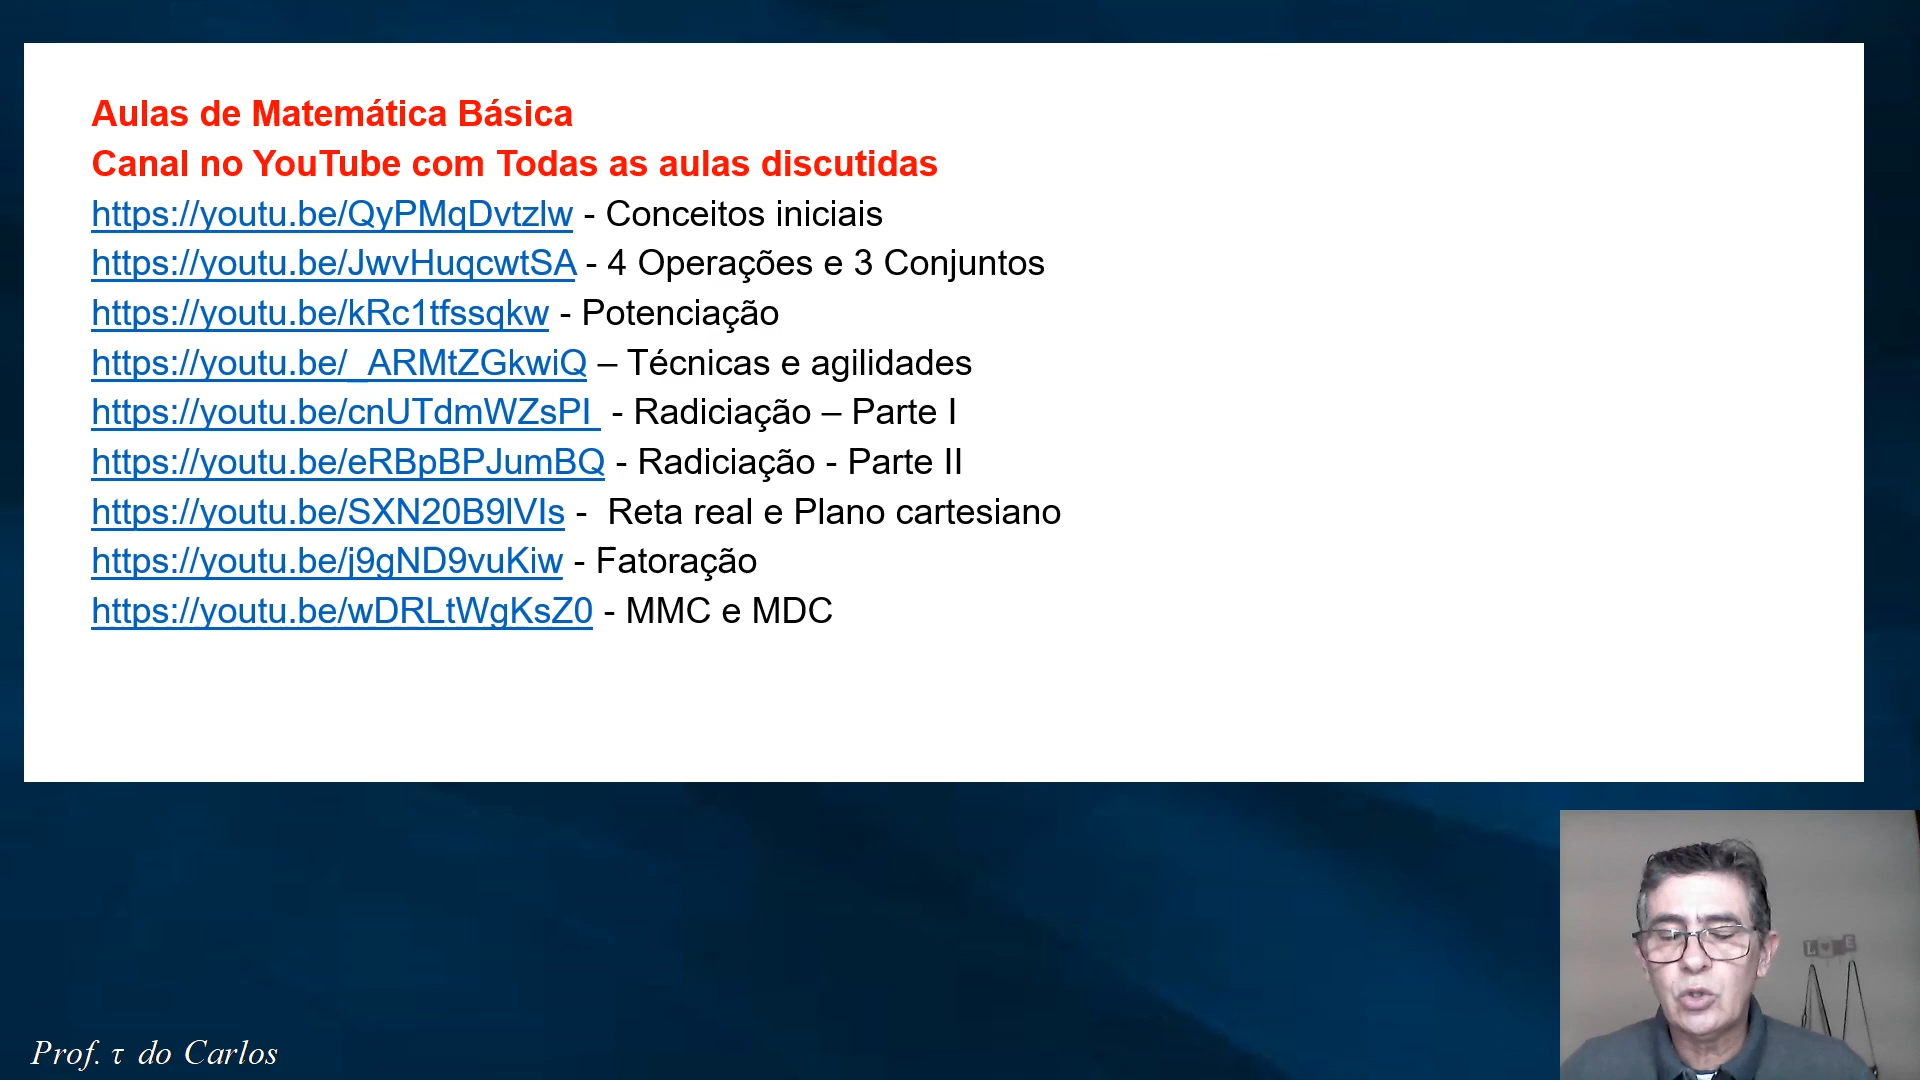 Aulas de Matemática Básica
Canal no YouTube com Todas as aulas discutidas
https://youtu.be/QyPMqDvtzlw - Conceitos iniciais
https://youtu.be/JwvHuqcwtSA - 4 Operações e 3 Conjuntos
https://youtu.be/kRc1tfssqkw - Potenciação
https://youtu.be/_ARMtZGkwiQ – Técnicas e agilidades
https://youtu.be/cnUTdmWZsPI - Radiciação – Parte I
https://youtu.be/eRBpBPJumBQ - Radiciação - Parte II
https://youtu.be/SXN20B9lVIs - Reta real e Plano cartesiano
https://youtu.be/j9gND9vuKiw - Fatoração
https://youtu.be/wDRLtWgKsZ0 - MMC e MDC
L♥VE
Prof. τ do Carlos